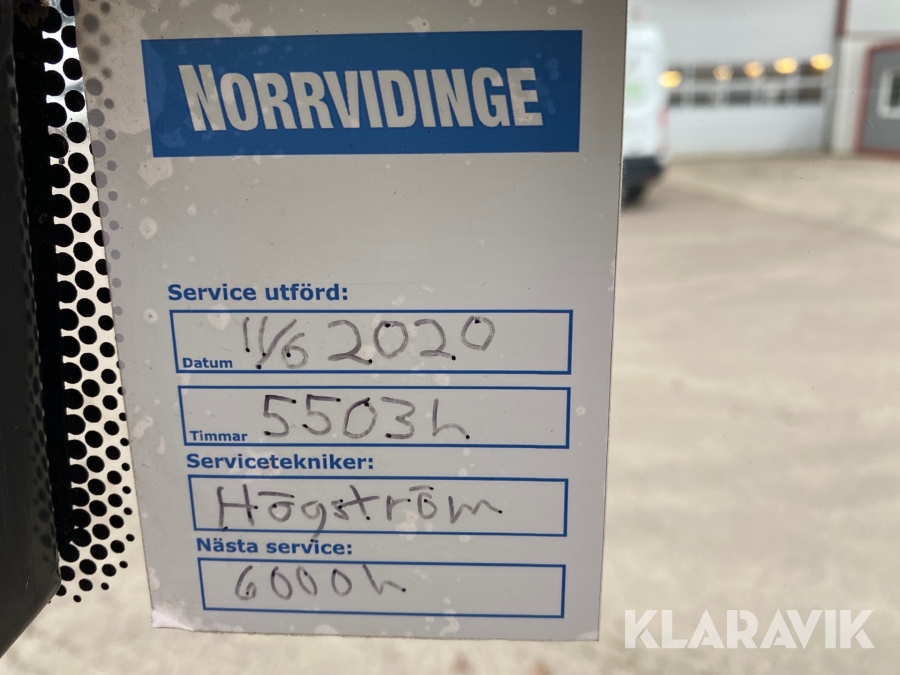 NORRVIDINGE
Service utförd:
Datum 11/6 2020
Timmar 5503h
Servicetekniker:
Högström
Nästa service:
6000h
KLARAVIK